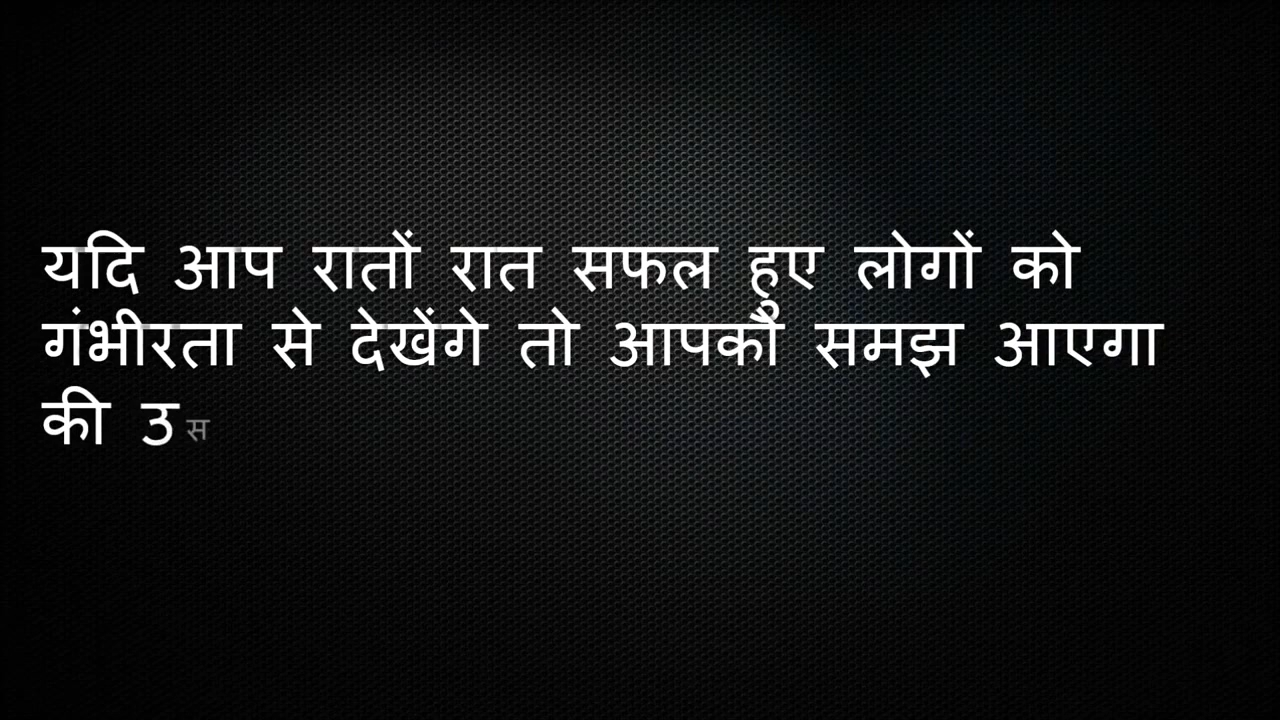 यदि आप रातों रात सफल हुए लोगों को
गंभीरता से देखेंगे तो आपको समझ आएगा
की उस